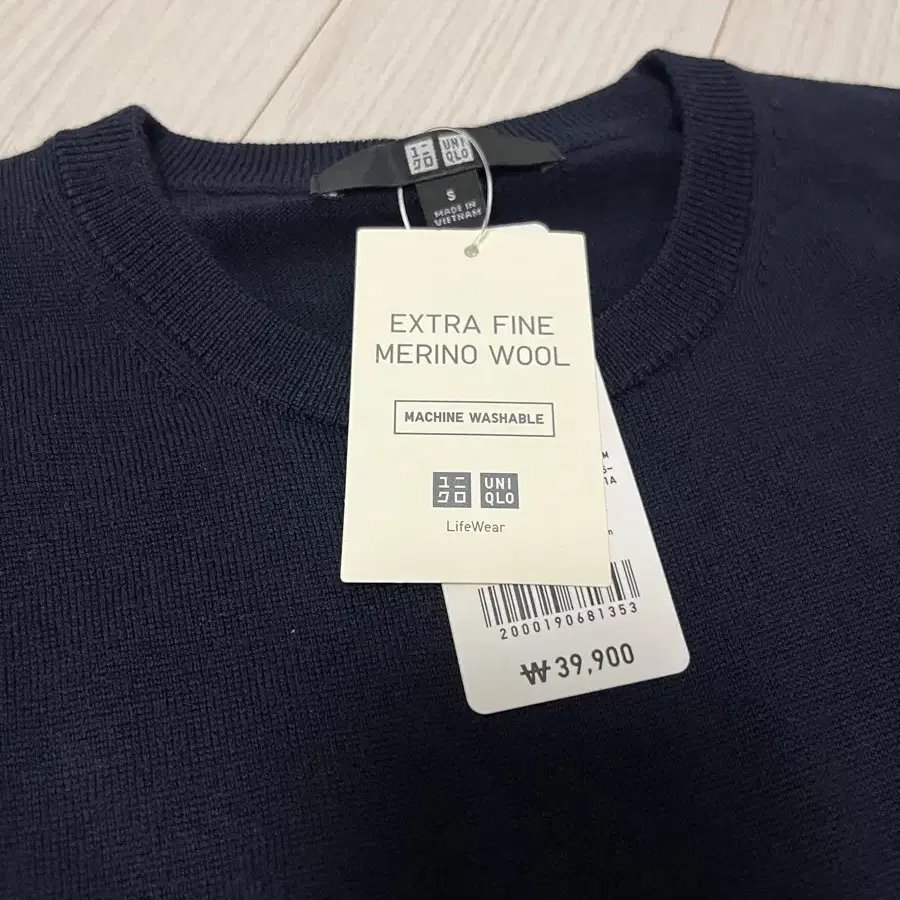 ユニ UNI
クロ QLO
S
MADE IN
VIETNAM
EXTRA FINE
MERINO WOOL
MACHINE WASHABLE
ユニ UNI
クロ QLO
LifeWear
2000190681353
₩39,900